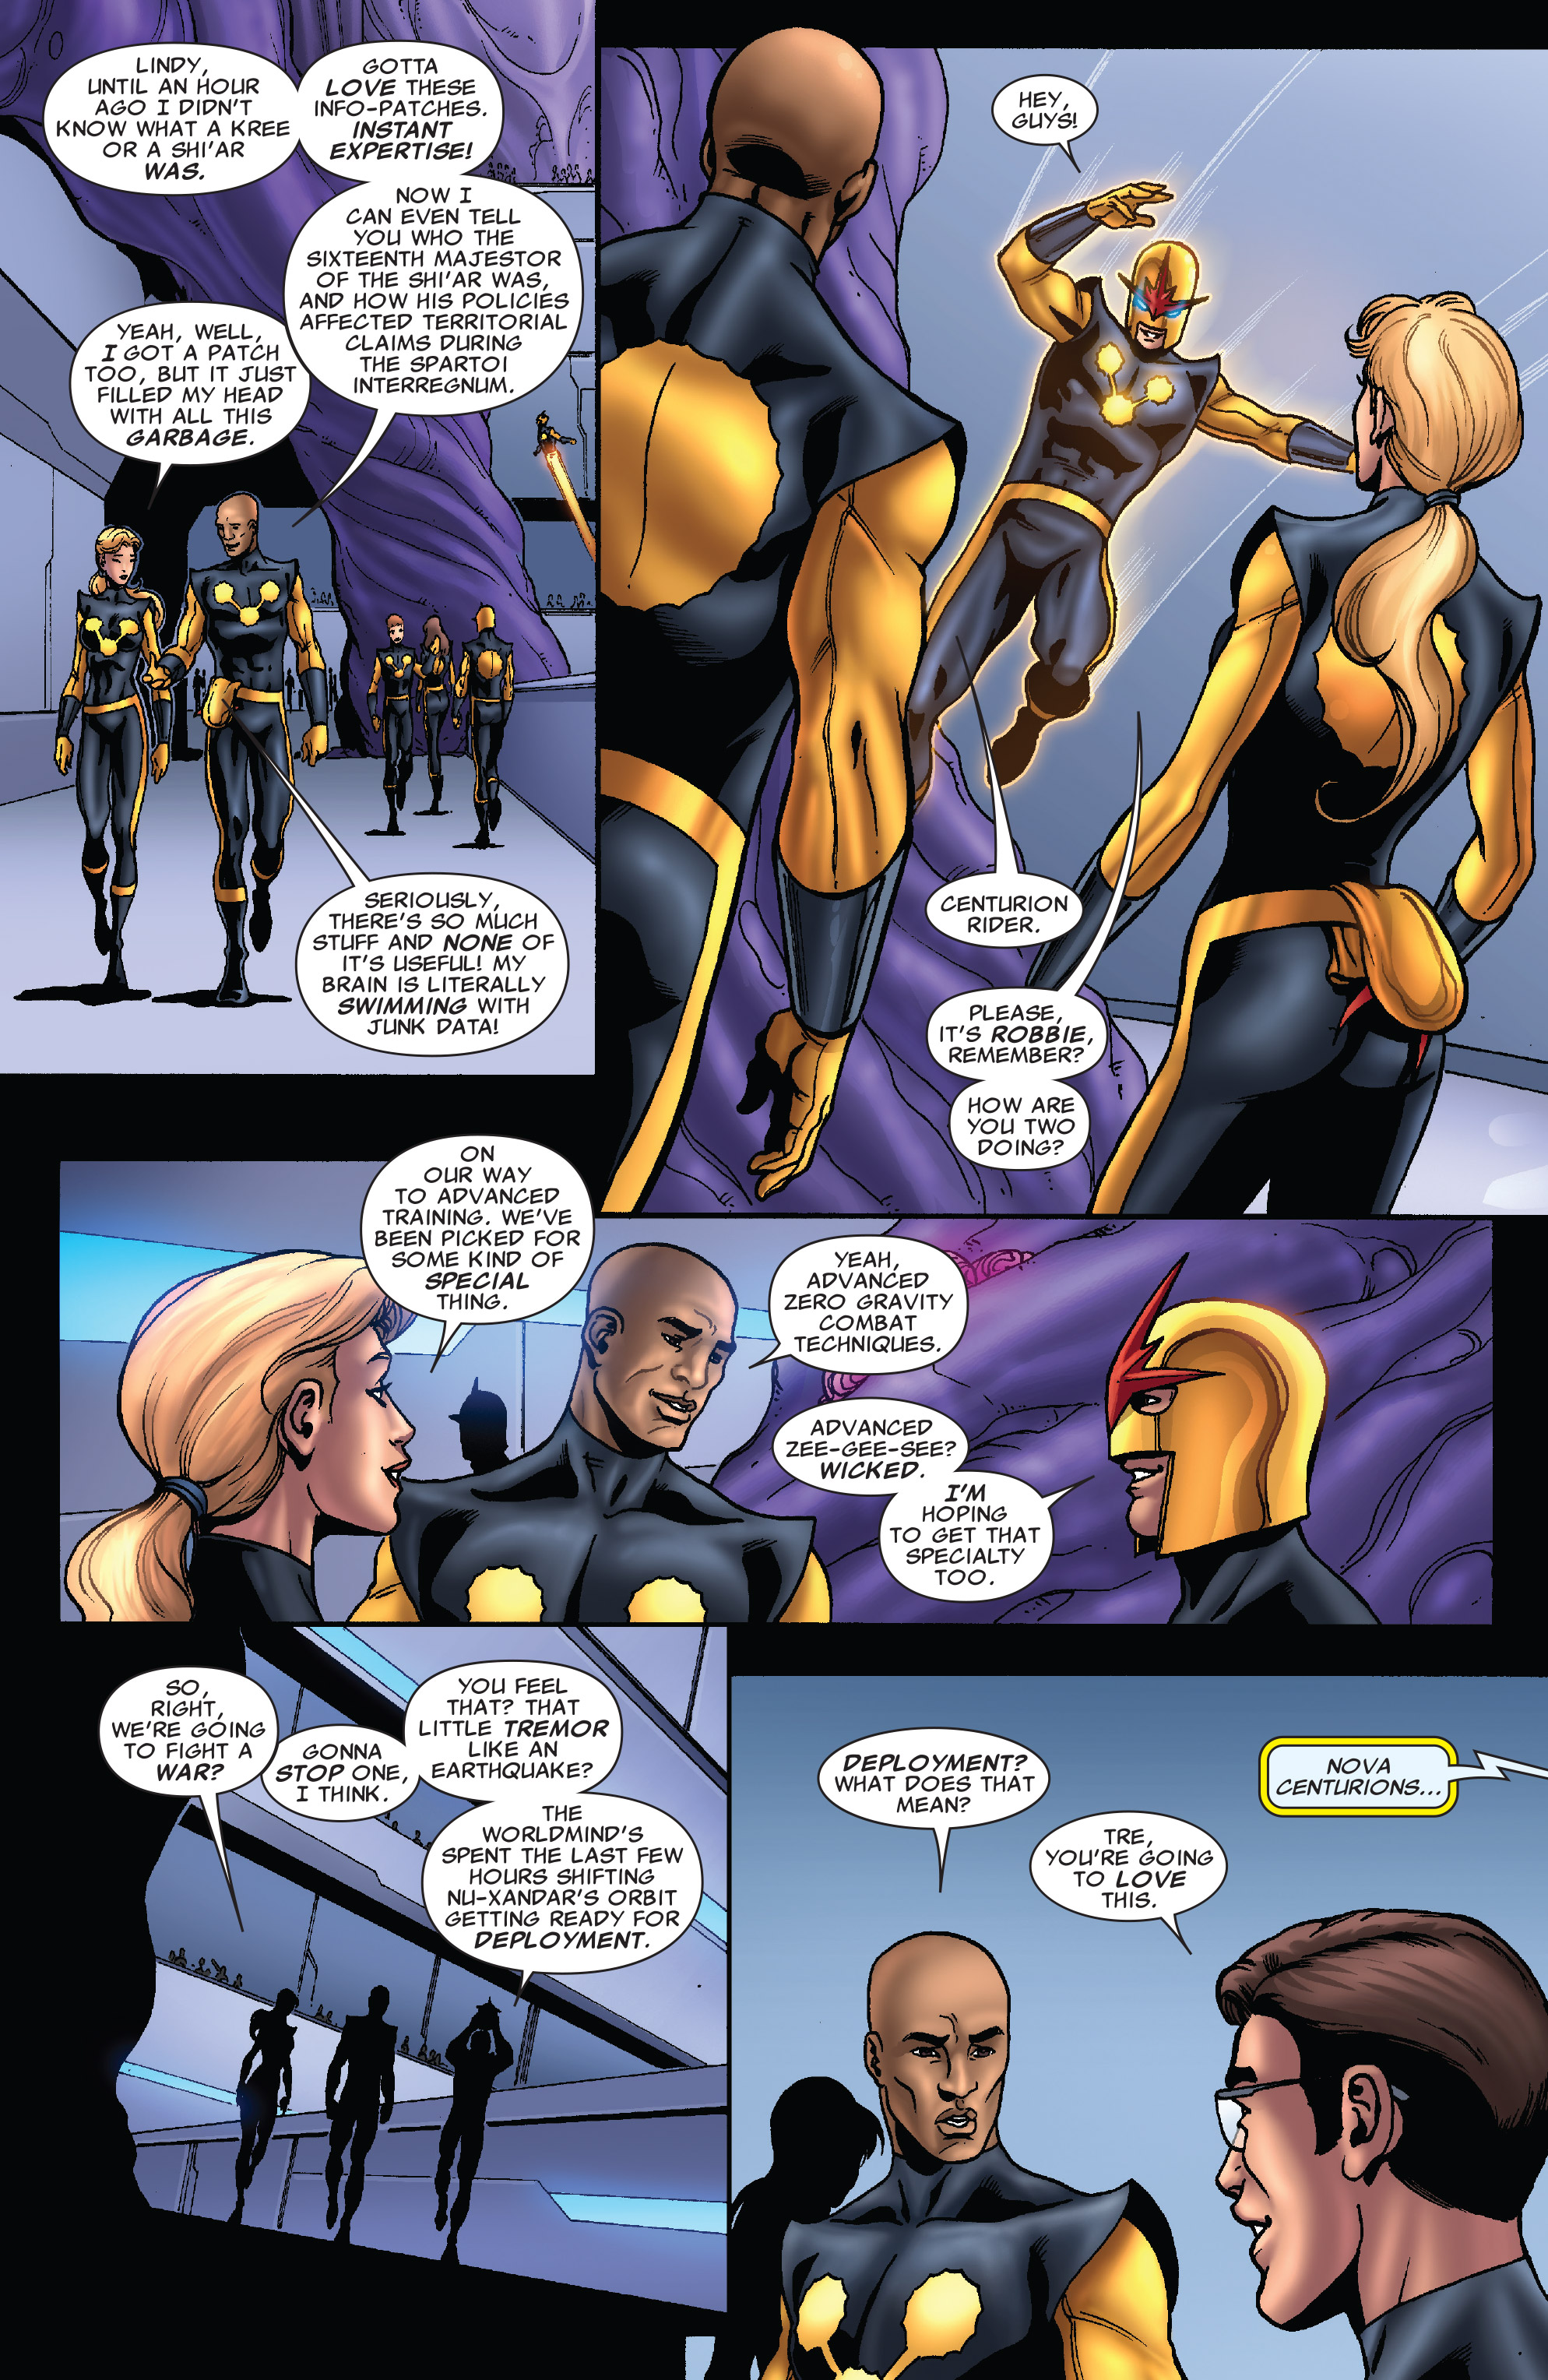 LINDY,
UNTIL AN HOUR
AGO I DIDN'T
KNOW WHAT A KREE
OR A SHI'AR
WAS.
GOTTA
LOVE THESE
INFO-PATCHES.
INSTANT
EXPERTISE!
NOW I
CAN EVEN TELL
YOU WHO THE
SIXTEENTH MAJESTOR
OF THE SHI'AR WAS,
AND HOW HIS POLICIES
AFFECTED TERRITORIAL
CLAIMS DURING
THE SPARTOI
INTERREGNUM.
YEAH, WELL,
I GOT A PATCH
TOO, BUT IT JUST
FILLED MY HEAD
WITH ALL THIS
GARBAGE.
SERIOUSLY,
THERE'S SO MUCH
STUFF AND NONE OF
IT'S USEFUL! MY
BRAIN IS LITERALLY
SWIMMING WITH
JUNK DATA!
HEY,
GUYS!
CENTURION
RIDER.
PLEASE,
IT'S ROBBIE,
REMEMBER?
HOW ARE
YOU TWO
DOING?
ON
OUR WAY
TO ADVANCED
TRAINING. WE'VE
BEEN PICKED FOR
SOME KIND OF
SPECIAL
THING.
YEAH,
ADVANCED
ZERO GRAVITY
COMBAT
TECHNIQUES.
ADVANCED
ZEE-GEE-SEE?
WICKED.
I'M
HOPING
TO GET THAT
SPECIALTY
TOO.
SO,
RIGHT,
WE'RE GOING
TO FIGHT A
WAR?
GONNA
STOP ONE,
I THINK.
YOU FEEL
THAT? THAT
LITTLE TREMOR
LIKE AN
EARTHQUAKE?
THE
WORLDMIND'S
SPENT THE LAST FEW
HOURS SHIFTING
NU-XANDAR'S ORBIT
GETTING READY FOR
DEPLOYMENT.
DEPLOYMENT?
WHAT DOES THAT
MEAN?
TRE,
YOU'RE GOING
TO LOVE
THIS.
NOVA
CENTURIONS...